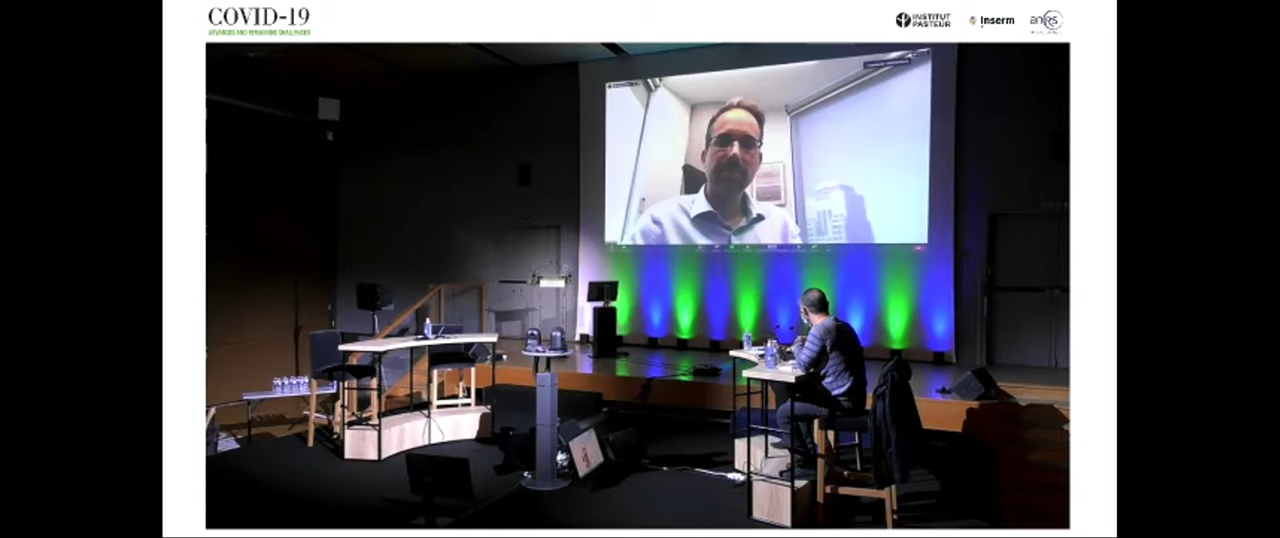 COVID-19
ADVANCES AND REMAINING CHALLENGES
INSTITUT
PASTEUR
Inserm
anrs